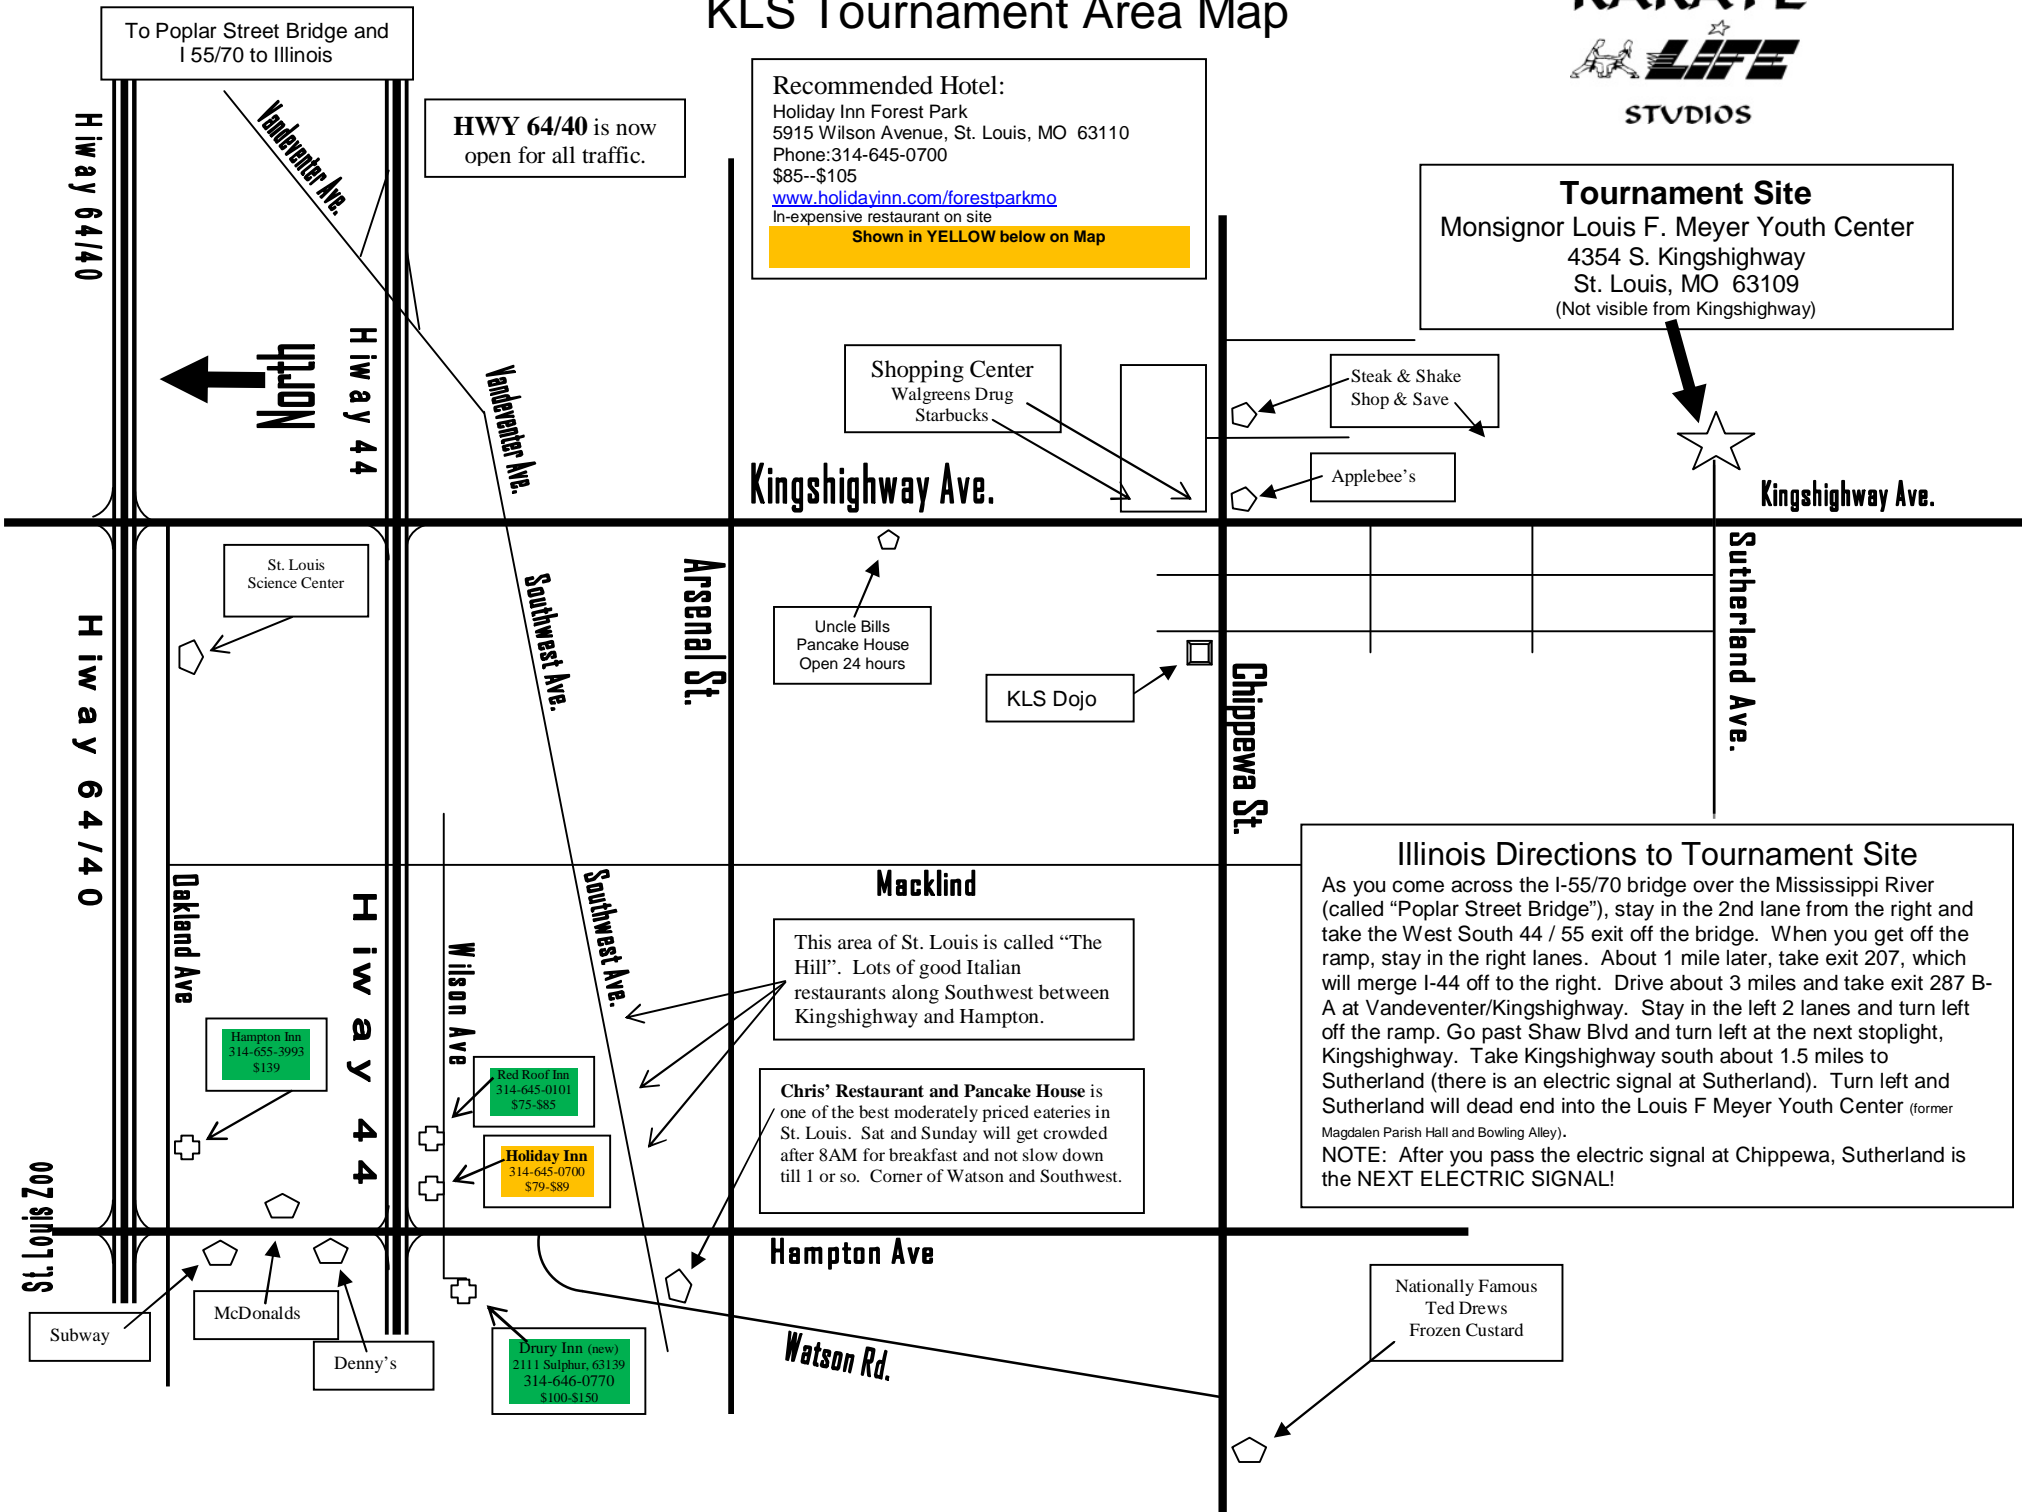 KLS Tournament Area Map
KARATE
LIFE
STUDIOS
To Poplar Street Bridge and
I 55/70 to Illinois
HWY 64/40 is now
open for all traffic.
Recommended Hotel:
Holiday Inn Forest Park
5915 Wilson Avenue, St. Louis, MO  63110
Phone:314-645-0700
$85--$105
www.holidayinn.com/forestparkmo
In-expensive restaurant on site
Shown in YELLOW below on Map
Tournament Site
Monsignor Louis F. Meyer Youth Center
4354 S. Kingshighway
St. Louis, MO  63109
(Not visible from Kingshighway)
Hiway 64/40
Vandeventer Ave.
North
Hiway 44
Vandeventer Ave.
Shopping Center
Walgreens Drug
Starbucks
Steak & Shake
Shop & Save
Applebee's
Kingshighway Ave.
Kingshighway Ave.
St. Louis
Science Center
Southwest Ave.
Arsenal St.
Uncle Bills
Pancake House
Open 24 hours
KLS Dojo
Chippewa St.
Sutherland Ave.
Hiway 64/40
Oakland Ave
Hiway 44
Wilson Ave
Southwest Ave.
Macklind
This area of St. Louis is called “The
Hill”.  Lots of good Italian
restaurants along Southwest between
Kingshighway and Hampton.
Illinois Directions to Tournament Site
As you come across the I-55/70 bridge over the Mississippi River
(called “Poplar Street Bridge”), stay in the 2nd lane from the right and
take the West South 44 / 55 exit off the bridge.  When you get off the
ramp, stay in the right lanes.  About 1 mile later, take exit 207, which
will merge I-44 off to the right.  Drive about 3 miles and take exit 287 B-
A at Vandeventer/Kingshighway.  Stay in the left 2 lanes and turn left
off the ramp. Go past Shaw Blvd and turn left at the next stoplight,
Kingshighway.  Take Kingshighway south about 1.5 miles to
Sutherland (there is an electric signal at Sutherland).  Turn left and
Sutherland will dead end into the Louis F Meyer Youth Center (former
Magdalen Parish Hall and Bowling Alley).
NOTE:  After you pass the electric signal at Chippewa, Sutherland is
the NEXT ELECTRIC SIGNAL!
Hampton Inn
314-655-3993
$139
Red Roof Inn
314-645-0101
$75-$85
Holiday Inn
314-645-0700
$79-$89
Chris’ Restaurant and Pancake House is
one of the best moderately priced eateries in
St. Louis.  Sat and Sunday will get crowded
after 8AM for breakfast and not slow down
till 1 or so.  Corner of Watson and Southwest.
St. Louis Zoo
Hampton Ave
Subway
McDonalds
Denny’s
Drury Inn (new)
2111 Sulphur, 63139
314-646-0770
$100-$150
Watson Rd.
Nationally Famous
Ted Drews
Frozen Custard